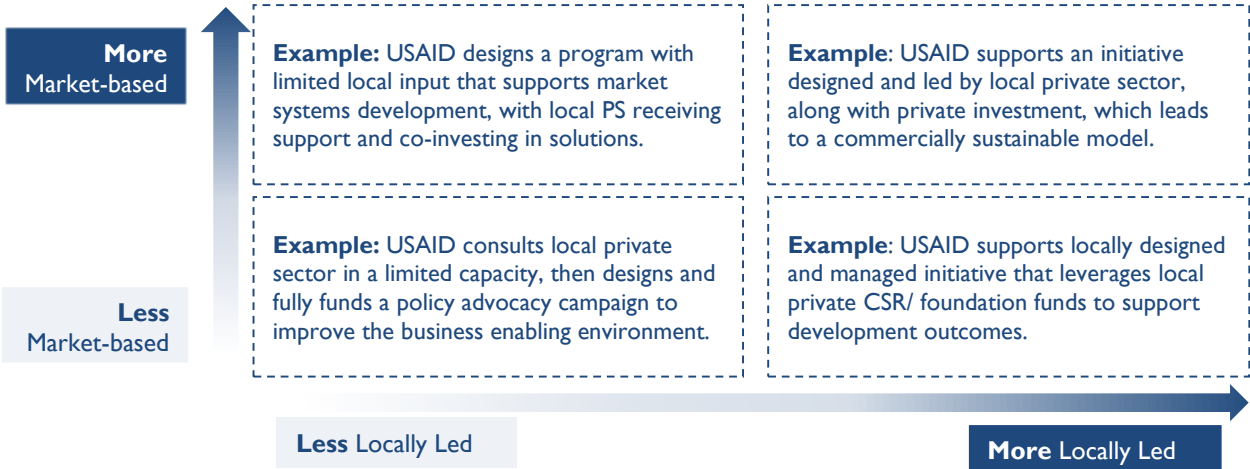 More
Market-based
Example: USAID designs a program with
limited local input that supports market
systems development, with local PS receiving
support and co-investing in solutions.
Example: USAID supports an initiative
designed and led by local private sector,
along with private investment, which leads
to a commercially sustainable model.
Less
Market-based
Example: USAID consults local private
sector in a limited capacity, then designs and
fully funds a policy advocacy campaign to
improve the business enabling environment.
Example: USAID supports locally designed
and managed initiative that leverages local
private CSR/ foundation funds to support
development outcomes.
Less Locally Led
More Locally Led